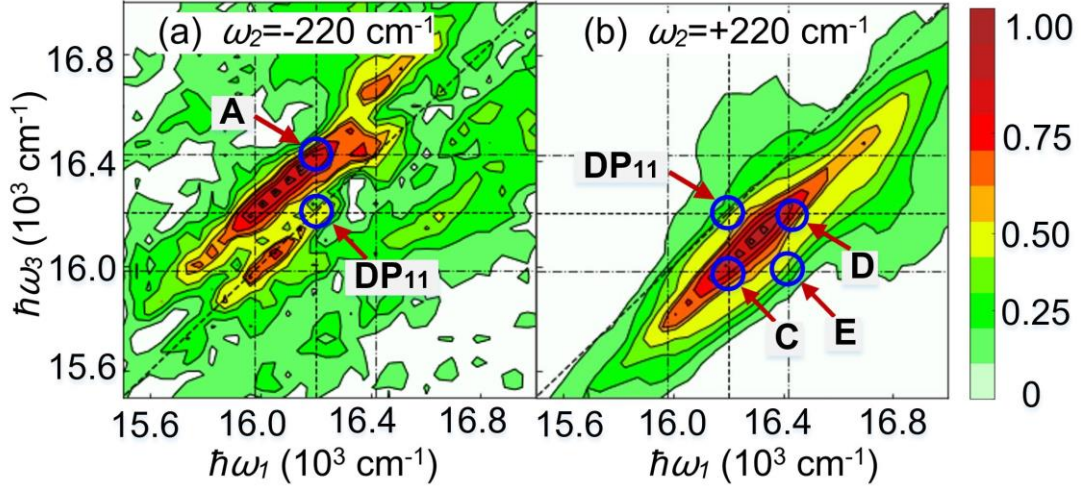 (a) ω₂=-220 cm⁻¹
(b) ω₂=+220 cm⁻¹
A
DP₁₁
DP₁₁
D
C
E
16.8
16.4
16.0
15.6
ħω₃ (10³ cm⁻¹)
15.6 16.0 16.4 16.8
16.0 16.4 16.8
ħω₁ (10³ cm⁻¹)
ħω₁ (10³ cm⁻¹)
1.00
0.75
0.50
0.25
0